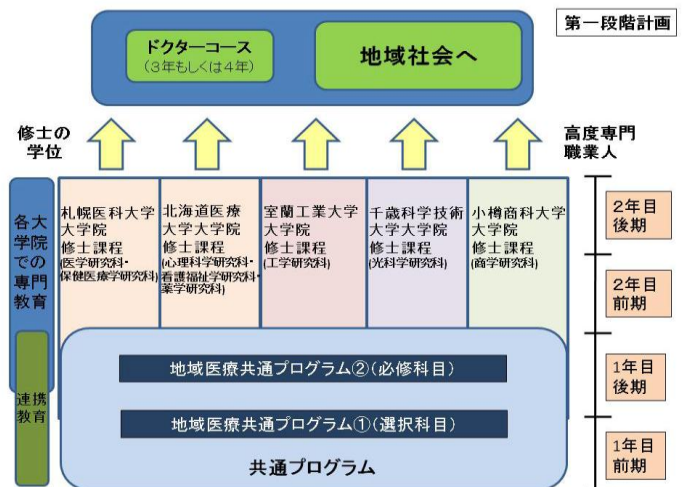 第一段階計画
ドクターコース
(3年もしくは4年)
地域社会へ
修士の
学位
高度専門
職業人
各大
学院
での
専門
教育
札幌医科大学
大学院
修士課程
(医学研究科・
保健医療学研究科)
北海道医療
大学大学院
修士課程
(心理科学研究科・
看護福祉学研究科・
薬学研究科)
室蘭工業大学
大学院
修士課程
(工学研究科)
千歳科学技術
大学大学院
修士課程
(光科学研究科)
小樽商科大学
大学院
修士課程
(商学研究科)
2年目
後期
2年目
前期
連携
教育
地域医療共通プログラム②(必修科目)
1年目
後期
地域医療共通プログラム①(選択科目)
共通プログラム
1年目
前期